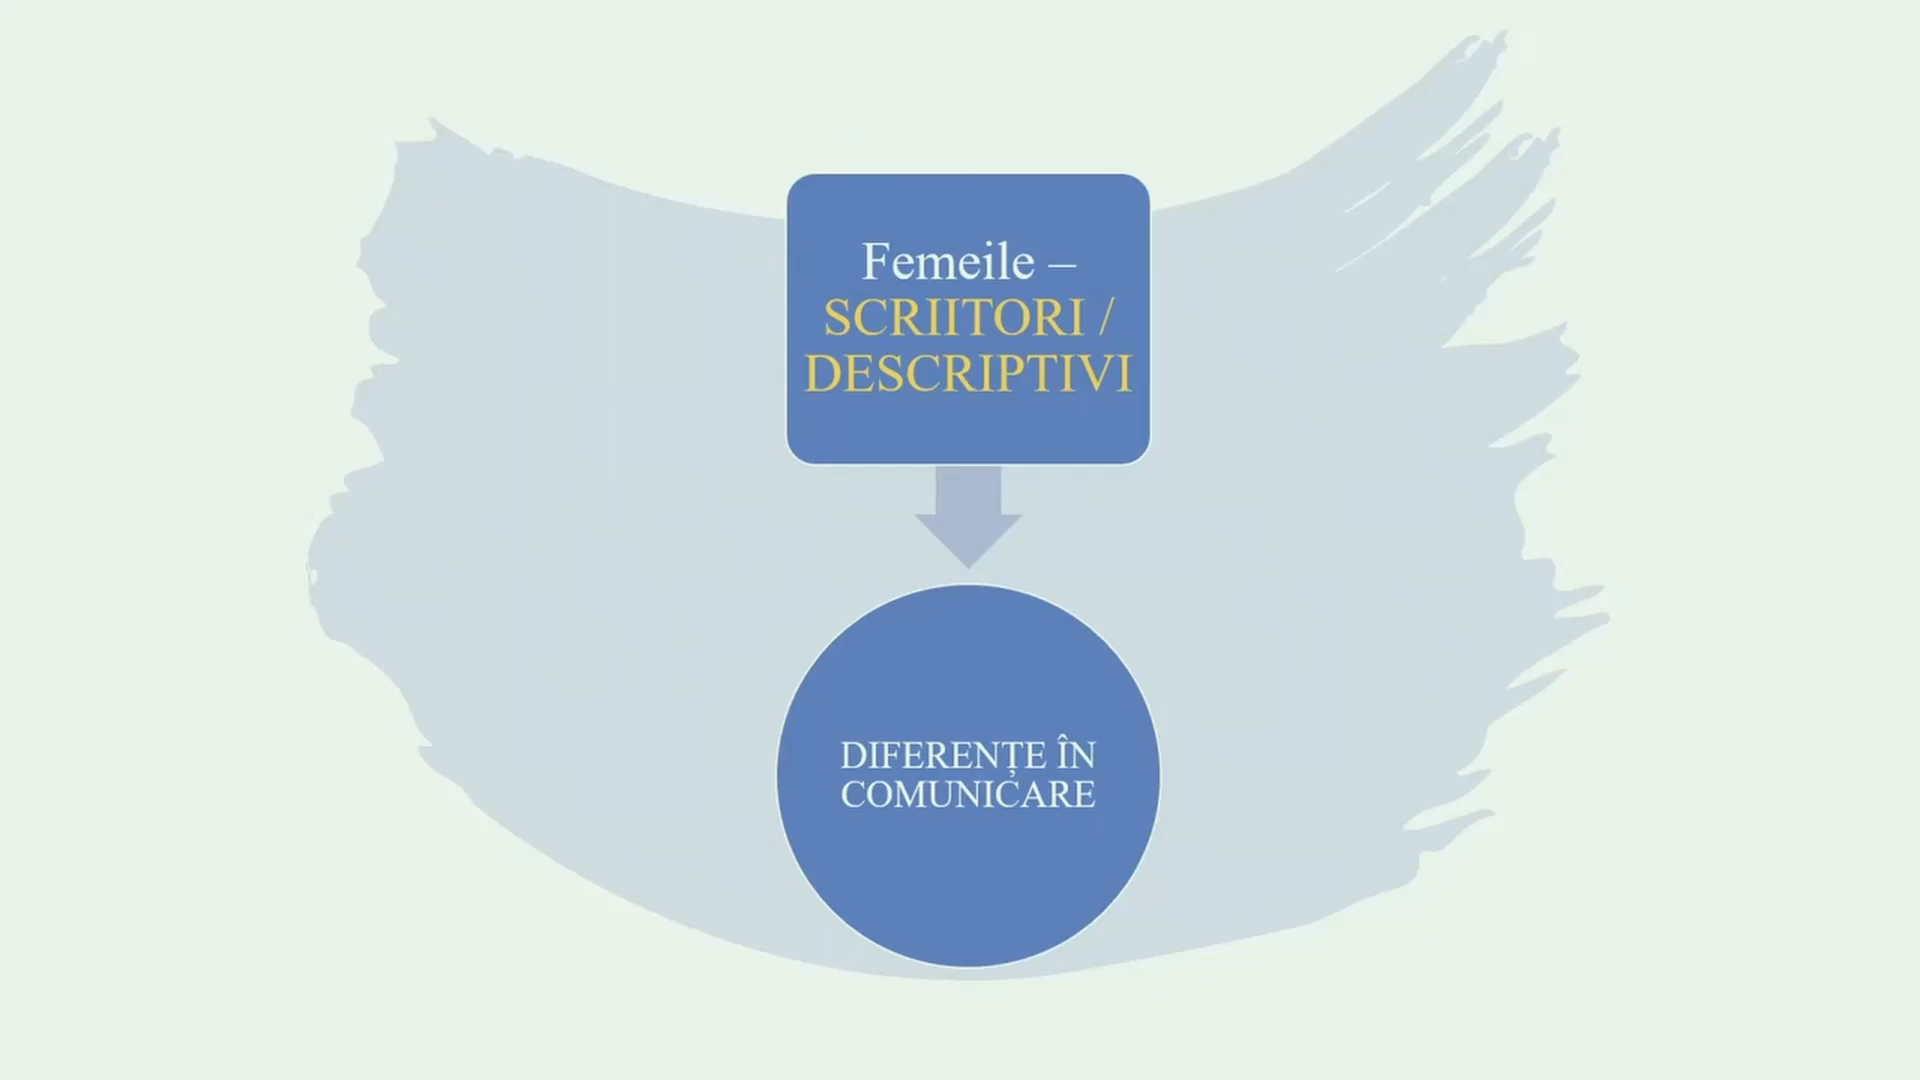 Femeile –
SCRIITORI /
DESCRIPTIVI
DIFERENȚE ÎN
COMUNICARE